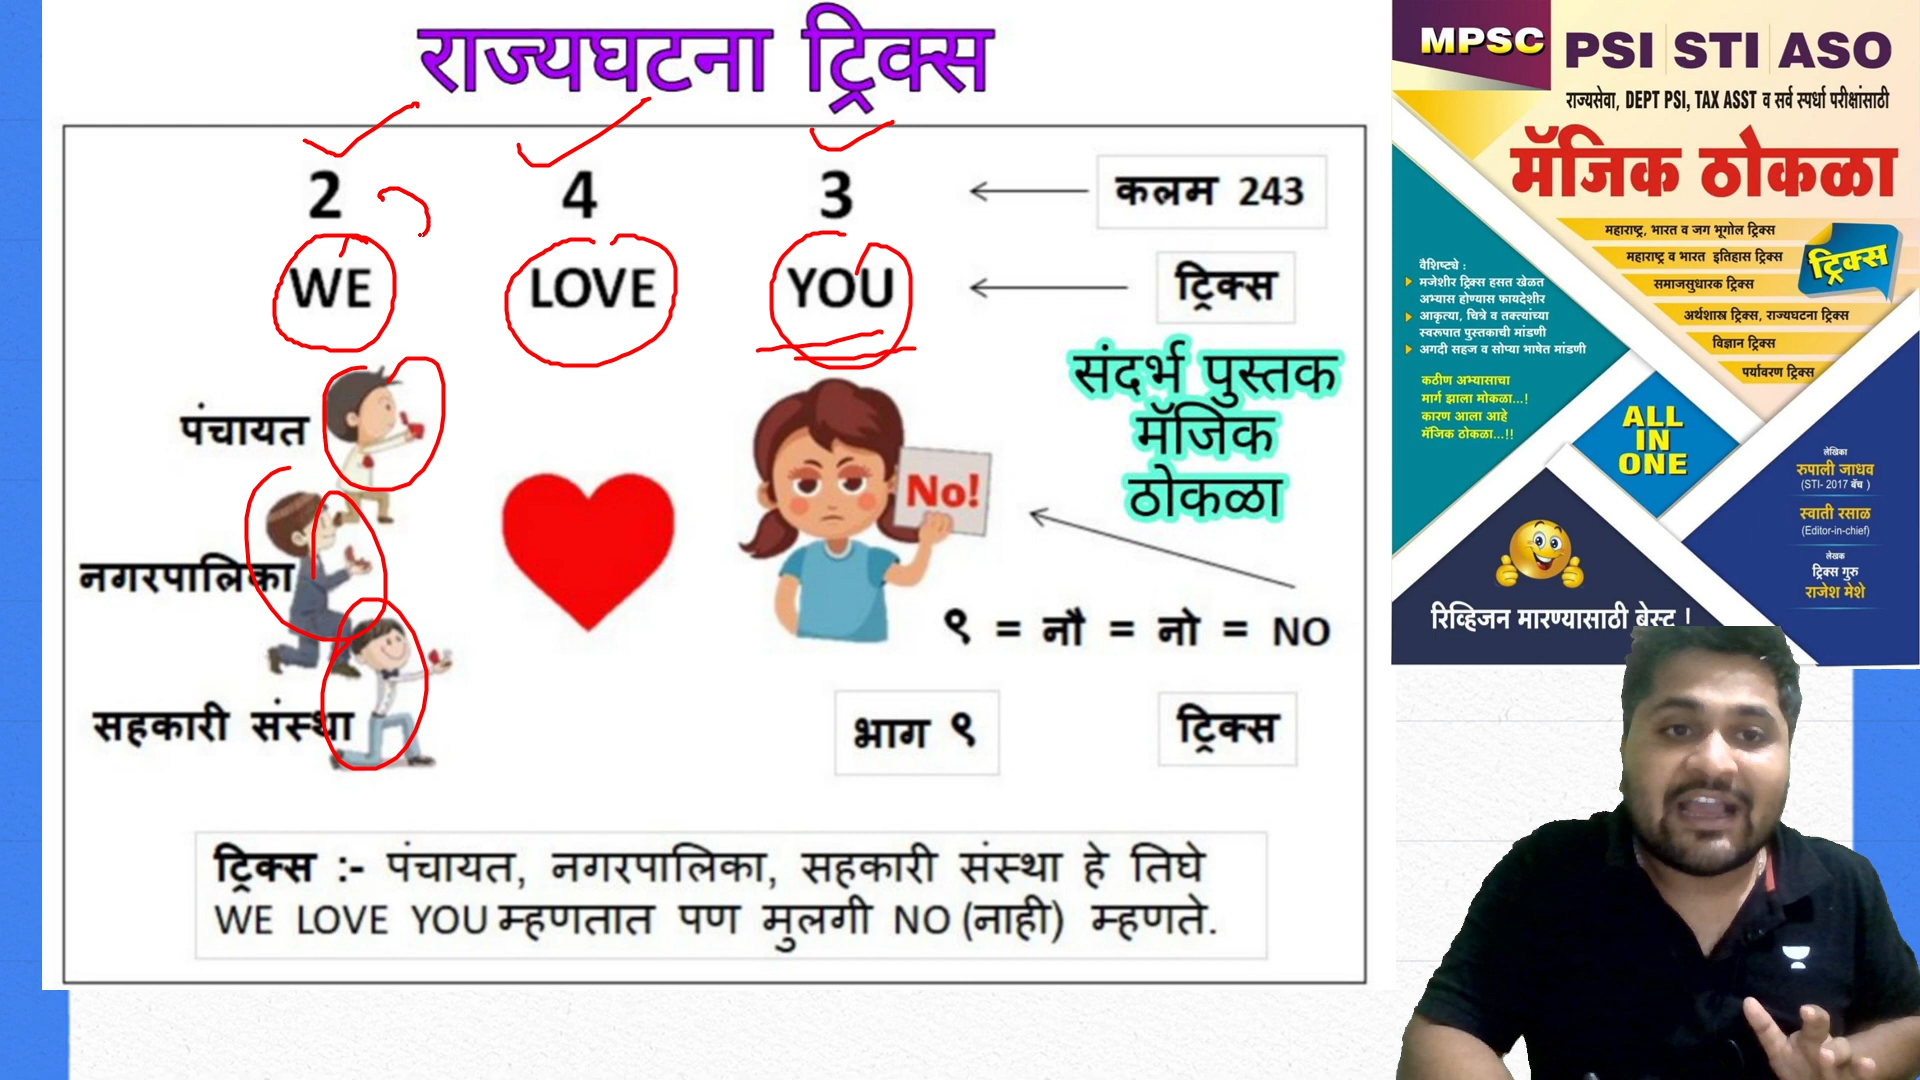 राज्यघटना ट्रिक्स
2 4 3
कलम 243
WE LOVE YOU
ट्रिक्स
पंचायत
नगरपालिका
सहकारी संस्था
No!
संदर्भ पुस्तक
मॅजिक
ठोकळा
९ = नौ = नो = NO
भाग ९
ट्रिक्स
ट्रिक्स :- पंचायत, नगरपालिका, सहकारी संस्था हे तिघे
WE LOVE YOU म्हणतात पण मुलगी NO (नाही) म्हणते.
MPSC PSI STI ASO
राज्यसेवा, DEPT PSI, TAX ASST व सर्व स्पर्धा परीक्षांसाठी
मॅजिक ठोकळा
महाराष्ट्र, भारत व जग भूगोल ट्रिक्स
महाराष्ट्र व भारत इतिहास ट्रिक्स
समाजसुधारक ट्रिक्स
अर्थशास्त्र ट्रिक्स, राज्यघटना ट्रिक्स
विज्ञान ट्रिक्स
पर्यावरण ट्रिक्स
ट्रिक्स
वैशिष्ट्ये :
मजेशीर ट्रिक्स हसत खेळत
अभ्यास होण्यास फायदेशीर
आकृत्या, चित्रे व तक्त्यांच्या
स्वरूपात पुस्तकाची मांडणी
अगदी सहज व सोप्या भाषेत मांडणी
कठीण अभ्यासाचा
मार्ग झाला मोकळा...!
कारण आला आहे
मॅजिक ठोकळा...!!
ALL
IN
ONE
लेखिका
रुपाली जाधव
(STI- 2017 बॅच )
स्वाती रसाळ
(Editor-in-chief)
लेखक
ट्रिक्स गुरु
राजेश मेशे
रिव्हिजन मारण्यासाठी बेस्ट !